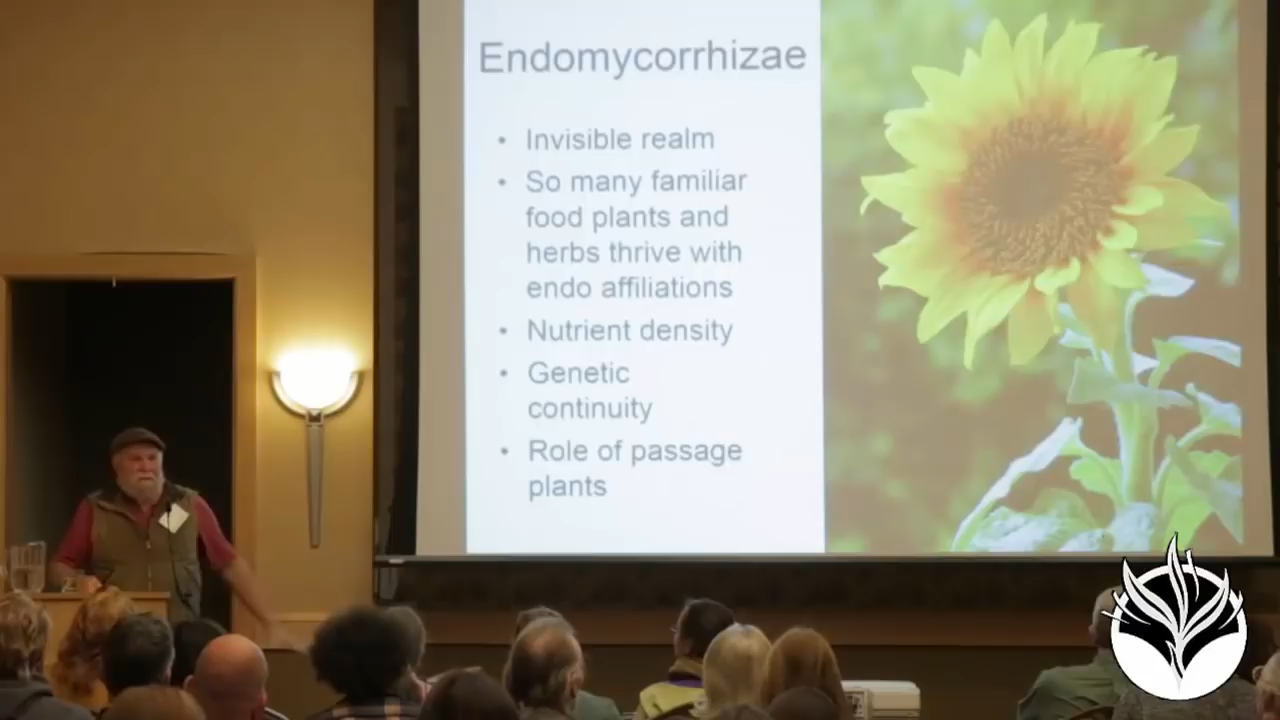 Endomycorrhizae
• Invisible realm
• So many familiar
food plants and
herbs thrive with
endo affiliations
• Nutrient density
• Genetic
continuity
• Role of passage
plants